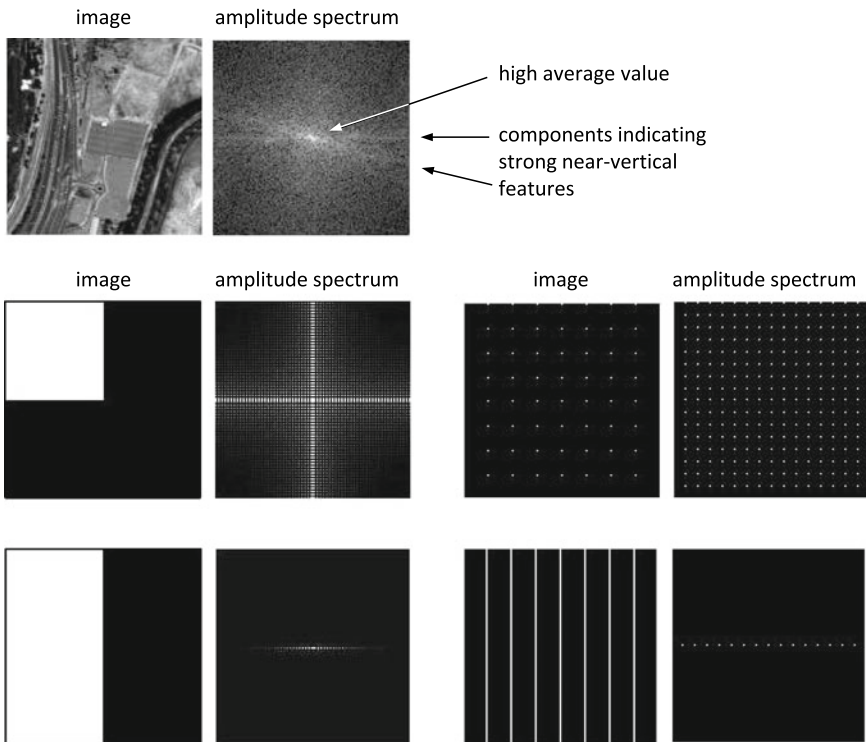 image
amplitude spectrum
high average value
components indicating
strong near-vertical
features
image
amplitude spectrum
image
amplitude spectrum